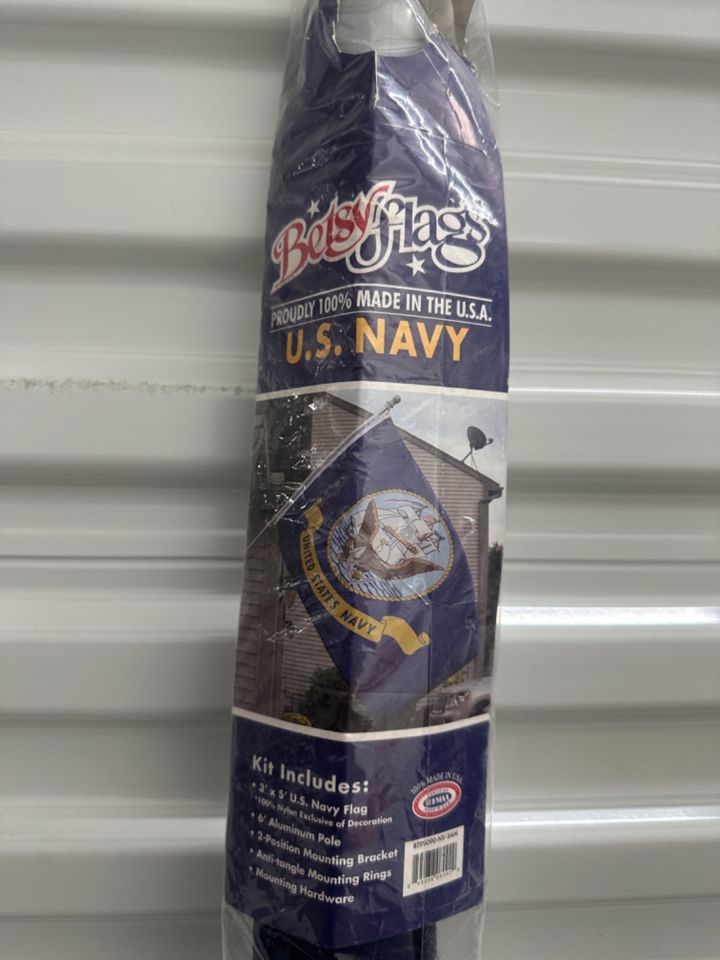 Betsy Flags
PROUDLY 100% MADE IN THE U.S.A.
U.S. NAVY
UNITED STATES NAVY
Kit Includes:
• 3' x 5' U.S. Navy Flag
*100% Nylon Exclusive of Decoration
• 6' Aluminum Pole
• 2-Position Mounting Bracket
• Anti-tangle Mounting Rings
• Mounting Hardware
100% MADE IN USA